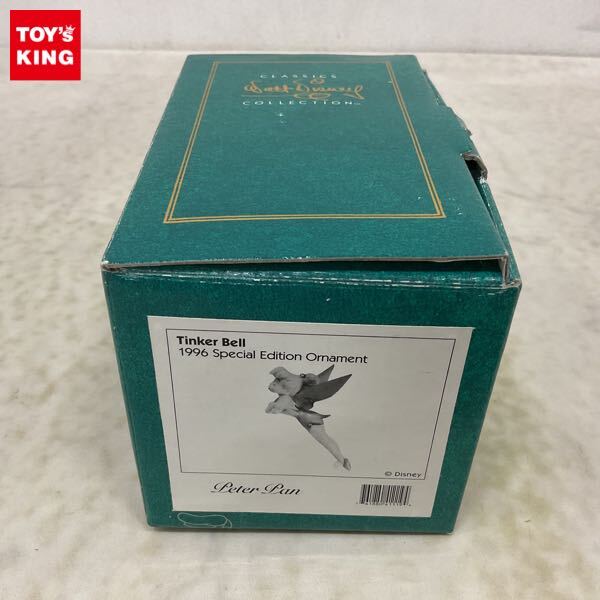 TOY'S
KING
CLASSICS
Walt Disney
COLLECTION
Tinker Bell
1996 Special Edition Ornament
© Disney
Peter Pan